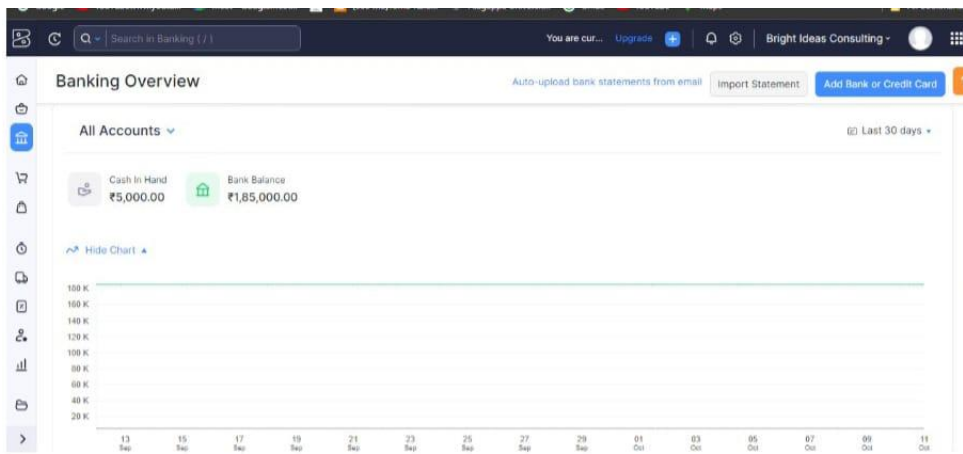 Search in Banking ( / )
You are cur... Upgrade
Bright Ideas Consulting
Banking Overview
Auto-upload bank statements from email
Import Statement
Add Bank or Credit Card
All Accounts
Last 30 days
Cash In Hand
₹5,000.00
Bank Balance
₹1,85,000.00
Hide Chart
180 K
160 K
140 K
120 K
100 K
80 K
60 K
40 K
20 K
13 15 17 19 21 23 25 27 29 01 03 05 07 09 11
Sep Sep Sep Sep Sep Sep Sep Sep Sep Oct Oct Oct Oct Oct Oct